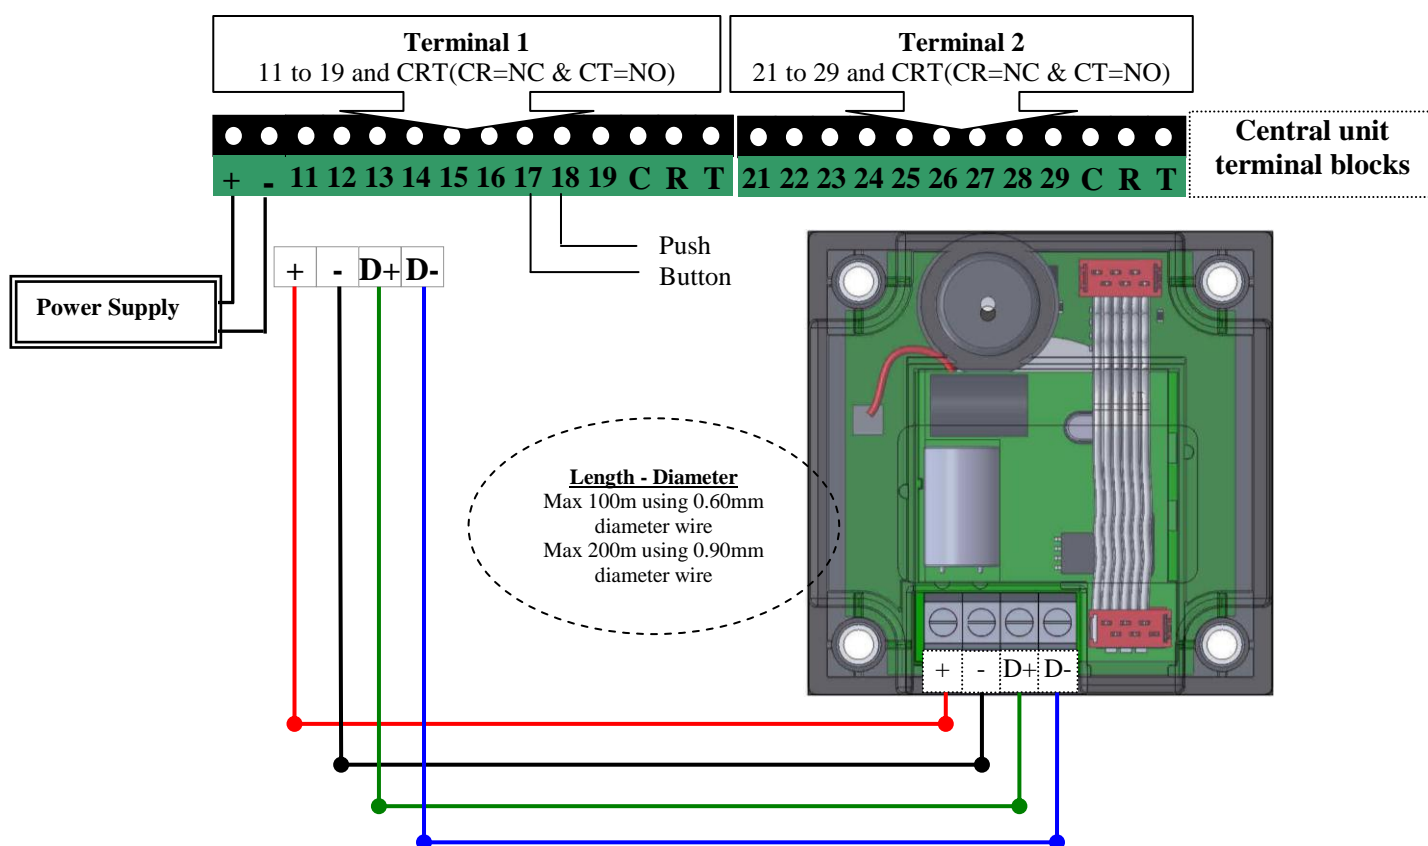 Terminal 1
11 to 19 and CRT(CR=NC & CT=NO)
Terminal 2
21 to 29 and CRT(CR=NC & CT=NO)
Central unit
terminal blocks
+ - 11 12 13 14 15 16 17 18 19 C R T
21 22 23 24 25 26 27 28 29 C R T
Push
Button
+ - D+ D-
Power Supply
Length - Diameter
Max 100m using 0.60mm
diameter wire
Max 200m using 0.90mm
diameter wire
+ - D+ D-